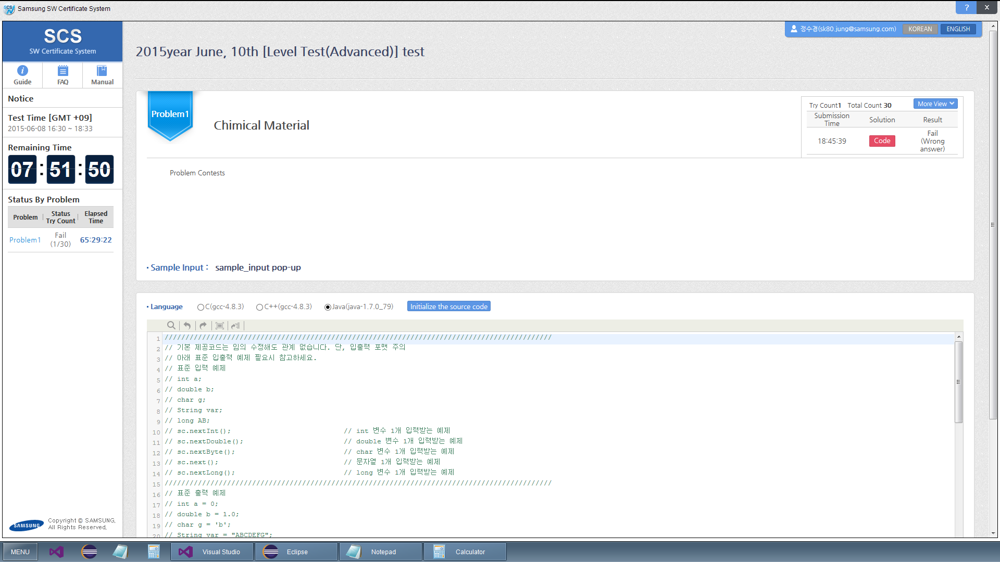 Samsung SW Certificate System
? x
SCS
SW Certificate System
Guide FAQ Manual
Notice
Test Time [GMT +09]
2015-06-08 16:30 ~ 18:33
Remaining Time
07 : 51 : 50
Status By Problem
Problem Status Try Count Elapsed Time
Problem1 Fail (1/30) 65:29:22
SAMSUNG
Copyright © SAMSUNG.
All Rights Reserved.
정수경(sk80.jung@samsung.com) KOREAN ENGLISH
2015year June, 10th [Level Test(Advanced)] test
Problem1
Chimical Material
Try Count1 Total Count 30 More View
Submission Time Solution Result
18:45:39 Code Fail (Wrong answer)
Problem Contests
Sample Input : sample_input pop-up
Language C(gcc-4.8.3) C++(gcc-4.8.3) Java(java-1.7.0_79) Initialize the source code
1 /////////////////////////////////////////////////////////////////////////////////////////////
2 // 기본 제공코드는 임의 수정해도 관계 없습니다. 단, 입출력 포맷 주의
3 // 아래 표준 입출력 예제 필요시 참고하세요.
4 // 표준 입력 예제
5 // int a;
6 // double b;
7 // char g;
8 // String var;
9 // long AB;
10 // sc.nextInt(); // int 변수 1개 입력받는 예제
11 // sc.nextDouble(); // double 변수 1개 입력받는 예제
12 // sc.nextByte(); // char 변수 1개 입력받는 예제
13 // sc.next(); // 문자열 1개 입력받는 예제
14 // sc.nextLong(); // long 변수 1개 입력받는 예제
15 /////////////////////////////////////////////////////////////////////////////////////////////
16 // 표준 출력 예제
17 // int a = 0;
18 // double b = 1.0;
19 // char g = 'b';
20 // String var = "ABCDEFG";
MENU Visual Studio Eclipse Notepad Calculator